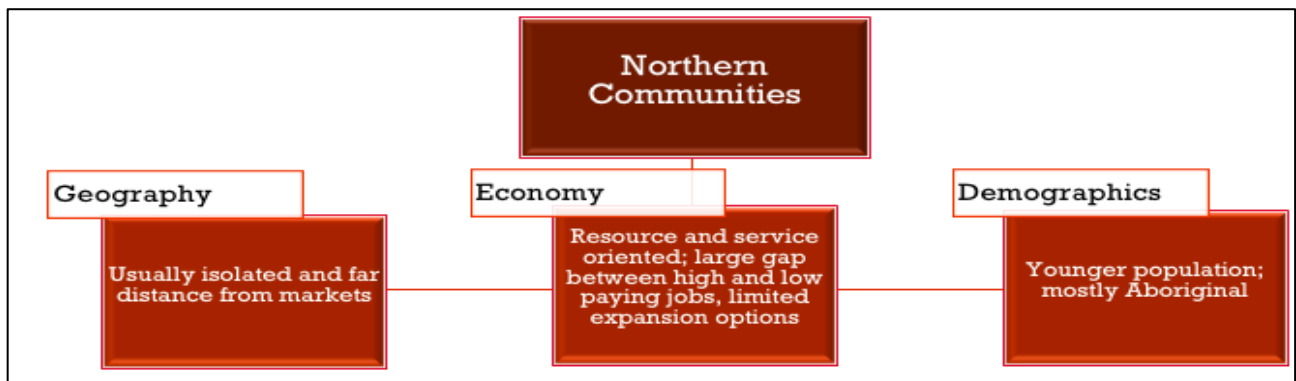 Northern
Communities
Geography
Usually isolated and far
distance from markets
Economy
Resource and service
oriented; large gap
between high and low
paying jobs, limited
expansion options
Demographics
Younger population;
mostly Aboriginal